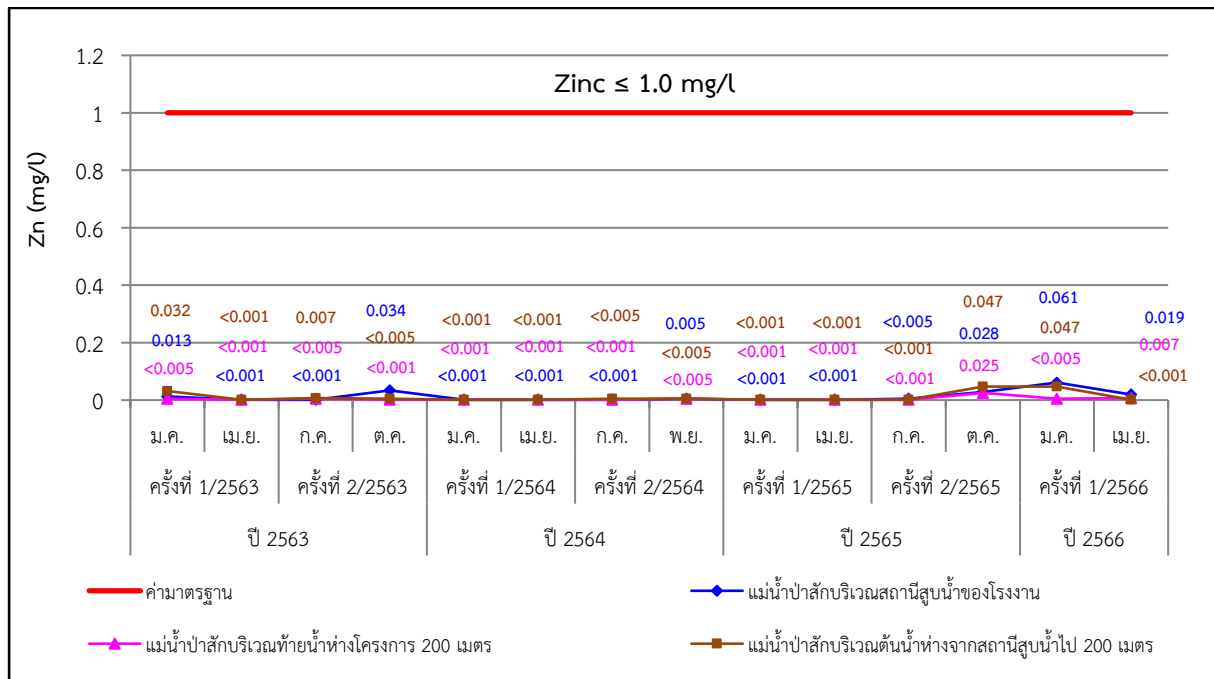 Zinc ≤ 1.0 mg/l
Zn (mg/l)
1.2
1
0.8
0.6
0.4
0.2
0
0.032 <0.001 0.007 0.034 <0.001 <0.001 <0.005 0.005 <0.001 <0.001 <0.005 0.047 0.061 0.019
0.013 <0.001 <0.005 <0.005 <0.001 <0.001 <0.001 <0.005 <0.001 <0.001 <0.001 0.028 0.047 0.007
<0.005 <0.001 <0.001 <0.001 <0.001 <0.001 <0.001 <0.005 <0.001 <0.001 <0.001 0.025 <0.005 <0.001
ม.ค. เม.ย. ก.ค. ต.ค. ม.ค. เม.ย. ก.ค. พ.ย. ม.ค. เม.ย. ก.ค. ต.ค. ม.ค. เม.ย.
ครั้งที่ 1/2563 ครั้งที่ 2/2563 ครั้งที่ 1/2564 ครั้งที่ 2/2564 ครั้งที่ 1/2565 ครั้งที่ 2/2565 ครั้งที่ 1/2566
ปี 2563 ปี 2564 ปี 2565 ปี 2566
ค่ามาตรฐาน แม่น้ำป่าสักบริเวณสถานีสูบน้ำของโรงงาน
แม่น้ำป่าสักบริเวณท้ายน้ำห่างโครงการ 200 เมตร แม่น้ำป่าสักบริเวณต้นน้ำห่างจากสถานีสูบน้ำไป 200 เมตร